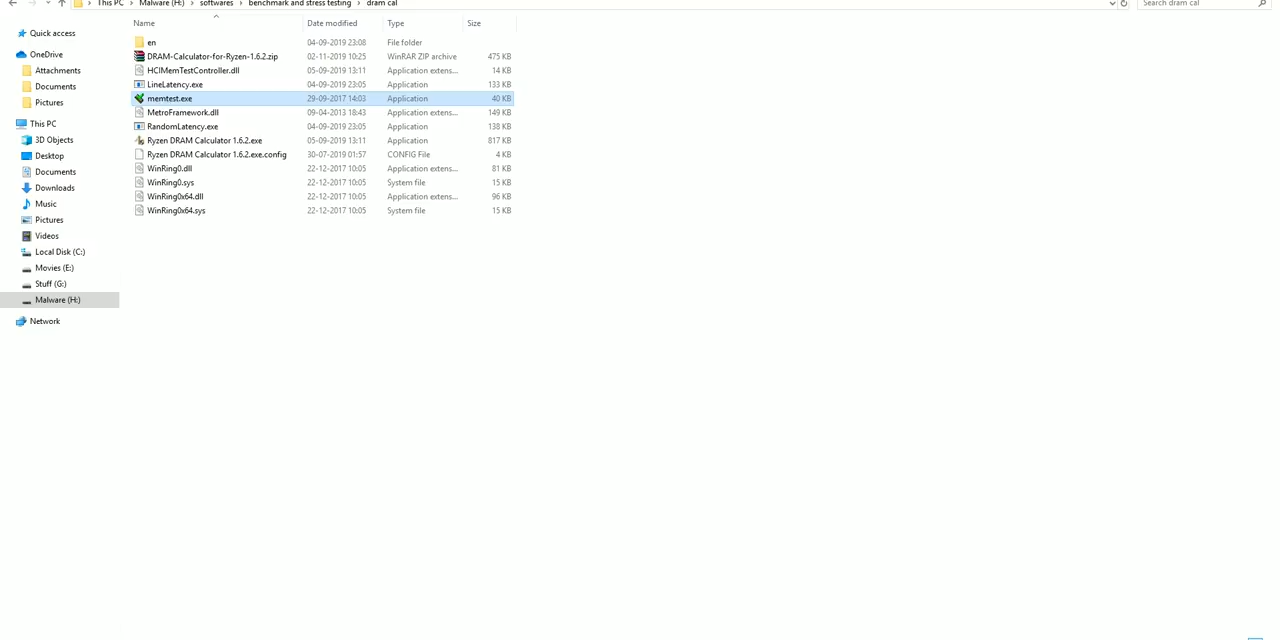 This PC > Malware (H:) > softwares > benchmark and stress testing > dram cal Search dram cal
Name Date modified Type Size
Quick access
OneDrive
Attachments
Documents
Pictures
This PC
3D Objects
Desktop
Documents
Downloads
Music
Pictures
Videos
Local Disk (C:)
Movies (E:)
Stuff (G:)
Malware (H:)
Network
en 04-09-2019 23:08 File folder
DRAM-Calculator-for-Ryzen-1.6.2.zip 02-11-2019 10:25 WinRAR ZIP archive 475 KB
HCIMemTestController.dll 05-09-2019 13:11 Application extens... 14 KB
LineLatency.exe 04-09-2019 23:05 Application 133 KB
memtest.exe 29-09-2017 14:03 Application 40 KB
MetroFramework.dll 09-04-2013 18:43 Application extens... 149 KB
RandomLatency.exe 04-09-2019 23:05 Application 138 KB
Ryzen DRAM Calculator 1.6.2.exe 05-09-2019 13:11 Application 817 KB
Ryzen DRAM Calculator 1.6.2.exe.config 30-07-2019 01:57 CONFIG File 4 KB
WinRing0.dll 22-12-2017 10:05 Application extens... 81 KB
WinRing0.sys 22-12-2017 10:05 System file 15 KB
WinRing0x64.dll 22-12-2017 10:05 Application extens... 96 KB
WinRing0x64.sys 22-12-2017 10:05 System file 15 KB